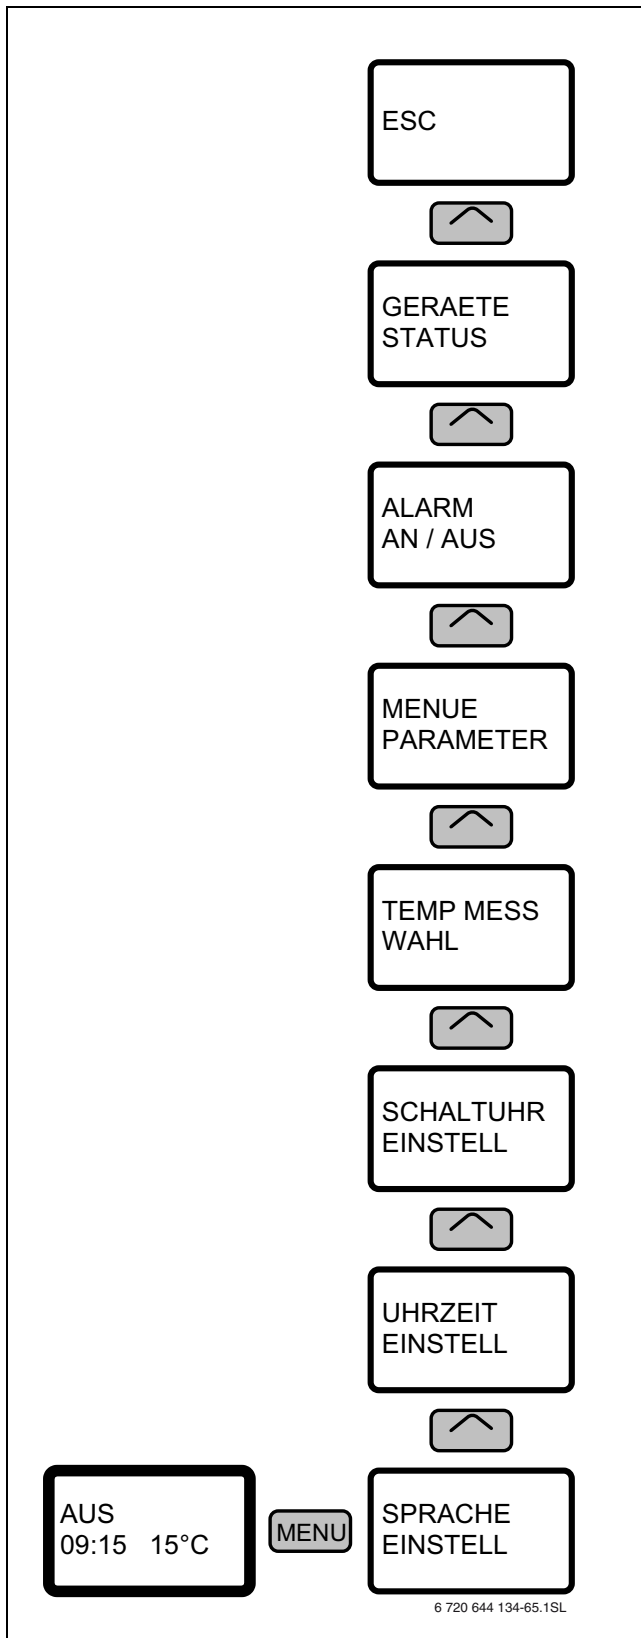 ESC
GERAETE
STATUS
ALARM
AN / AUS
MENUE
PARAMETER
TEMP MESS
WAHL
SCHALTUHR
EINSTELL
UHRZEIT
EINSTELL
AUS
09:15 15°C
MENU
SPRACHE
EINSTELL
6 720 644 134-65.1SL